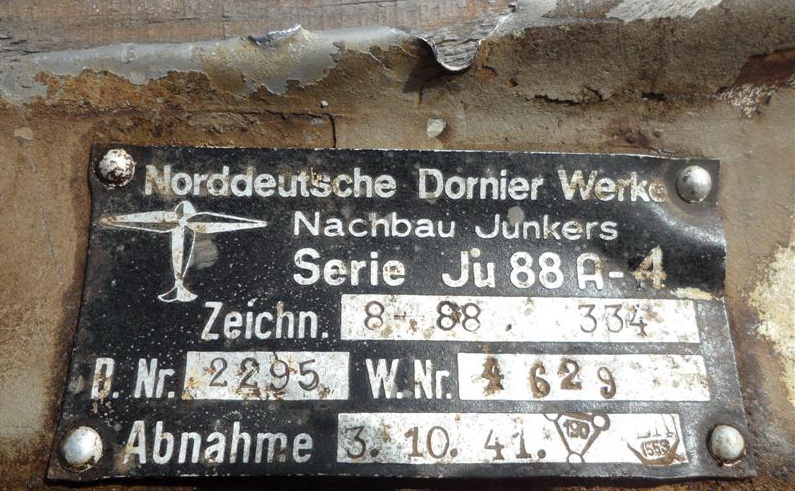 Norddeutsche Dornier Werke
Nachbau Junkers
Serie Ju 88 A-4
Zeichn. 8-88. 334
D. Nr. 2295 W. Nr. 4629
Abnahme 3. 10. 41. 190